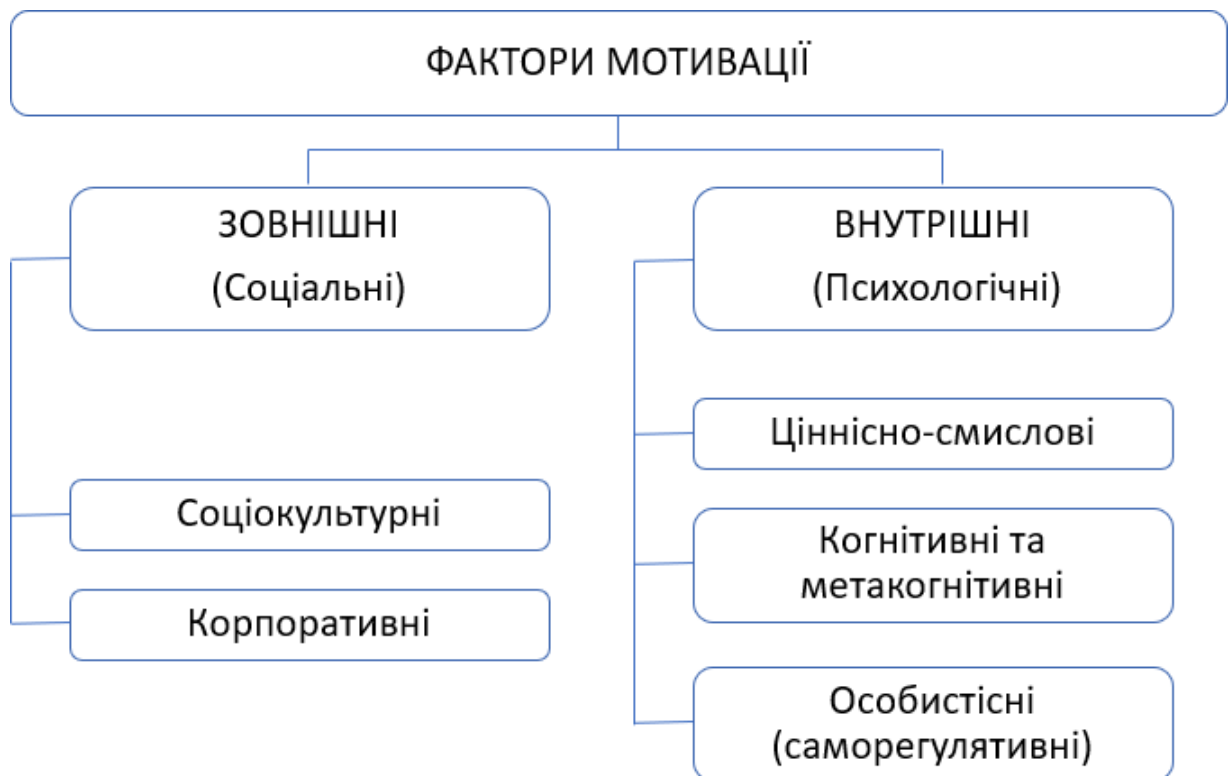 ФАКТОРИ МОТИВАЦІЇ
ЗОВНІШНІ
(Соціальні)
Соціокультурні
Корпоративні
ВНУТРІШНІ
(Психологічні)
Ціннісно-смислові
Когнітивні та
метакогнітивні
Особистісні
(саморегулятивні)